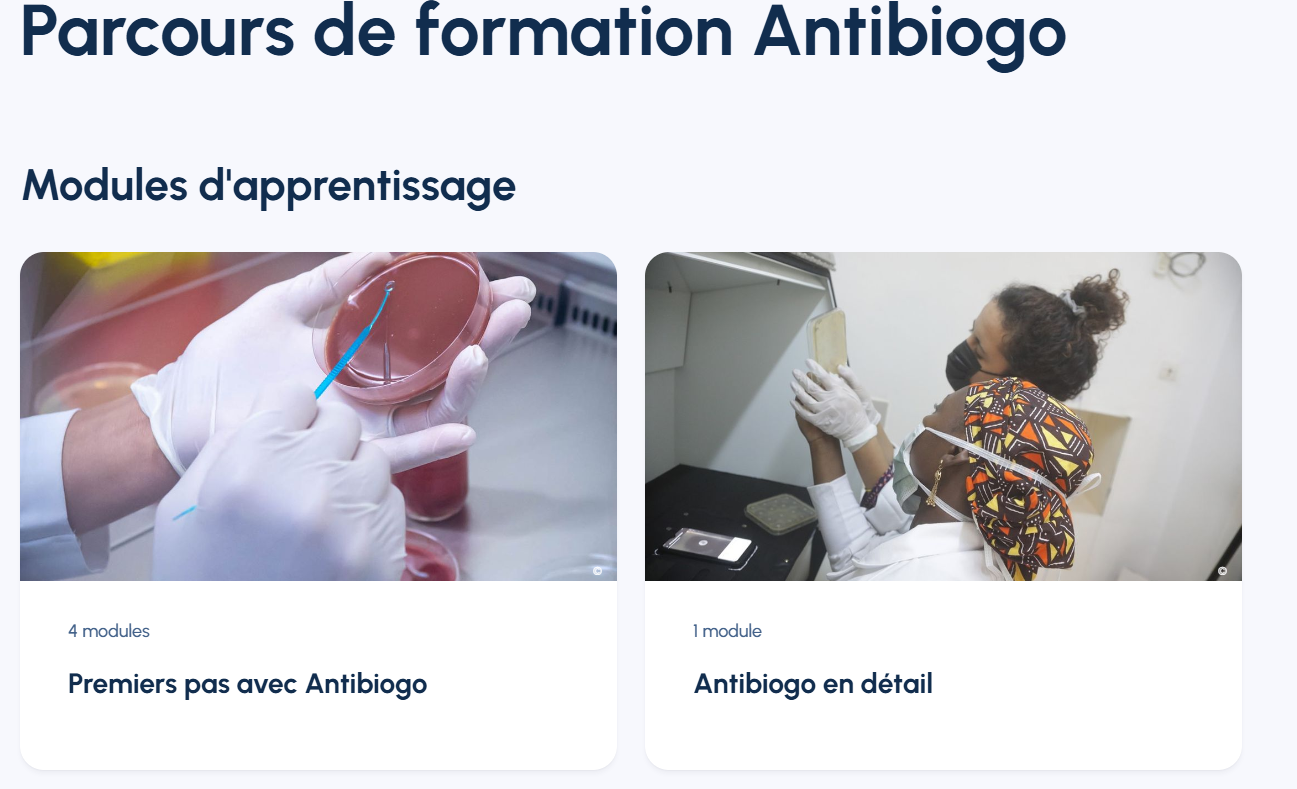 Parcours de formation Antibiogo
Modules d'apprentissage
4 modules
Premiers pas avec Antibiogo
1 module
Antibiogo en détail